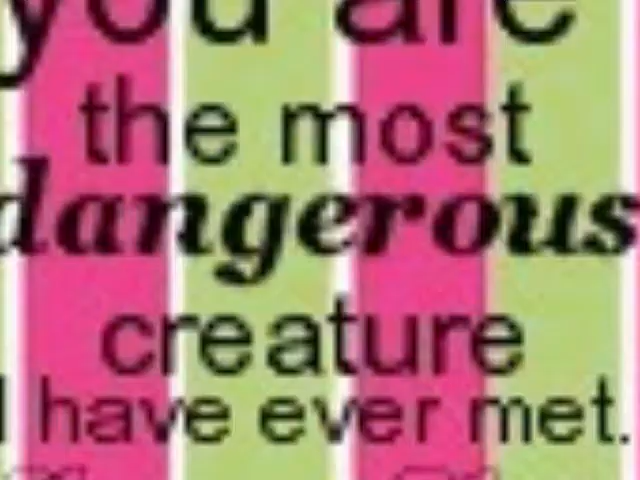 you are
the most
dangerous
creature
I have ever met.